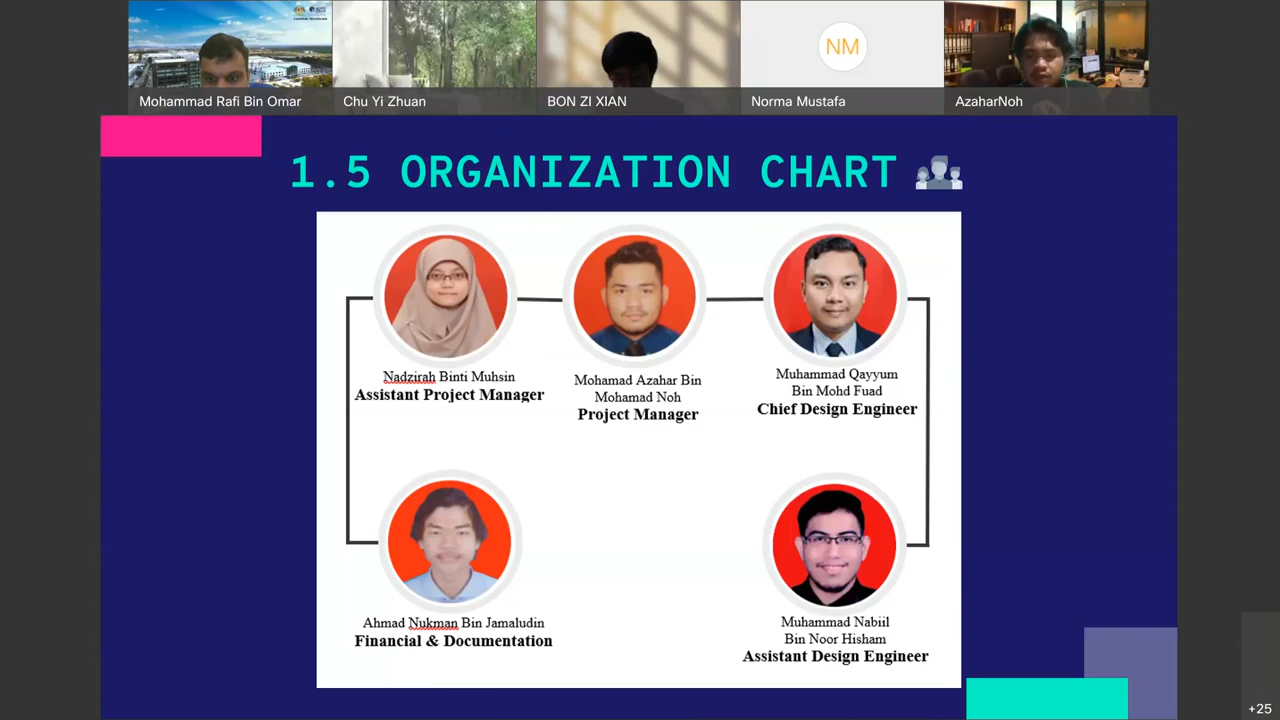 Mohammad Rafi Bin Omar
Chu Yi Zhuan
BON ZI XIAN
NM
Norma Mustafa
AzaharNoh
1.5 ORGANIZATION CHART
Nadzirah Binti Muhsin
Assistant Project Manager
Mohamad Azahar Bin
Mohamad Noh
Project Manager
Muhammad Qayyum
Bin Mohd Fuad
Chief Design Engineer
Ahmad Nukman Bin Jamaludin
Financial & Documentation
Muhammad Nabiil
Bin Noor Hisham
Assistant Design Engineer
+25